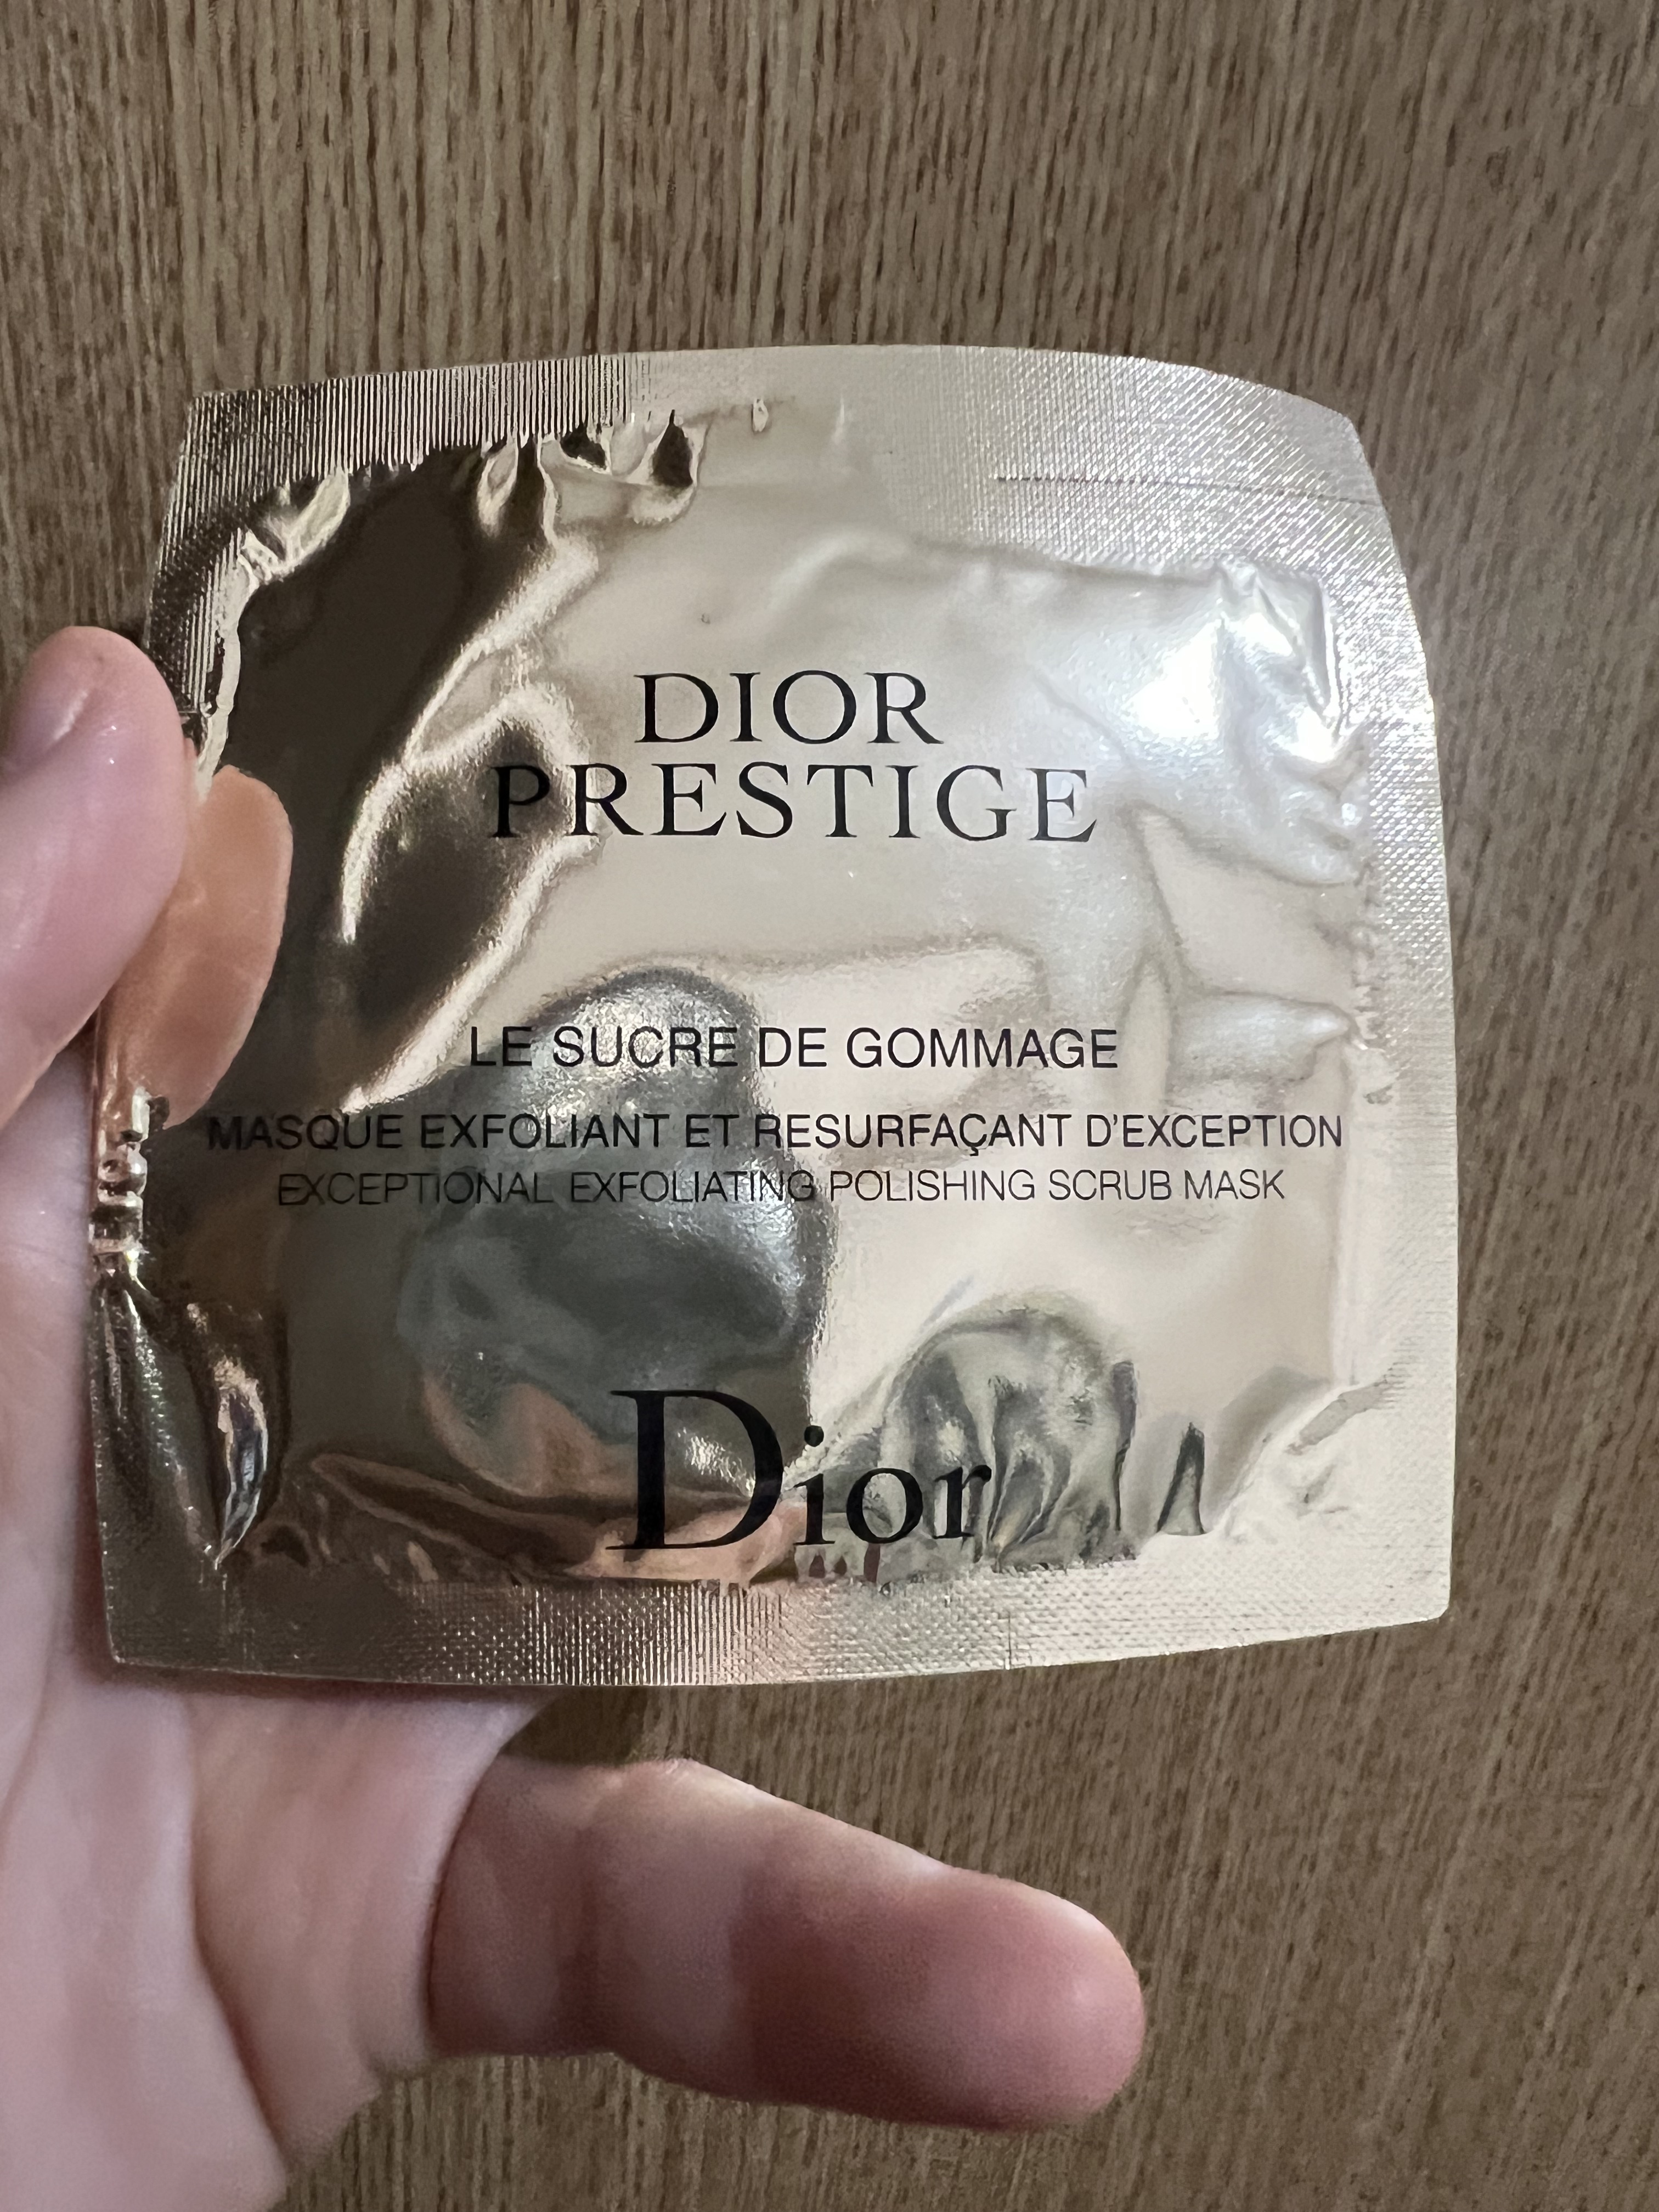 DIOR
PRESTIGE
LE SUCRE DE GOMMAGE
MASQUE EXFOLIANT ET RESURFAÇANT D'EXCEPTION
EXCEPTIONAL EXFOLIATING POLISHING SCRUB MASK
Dior